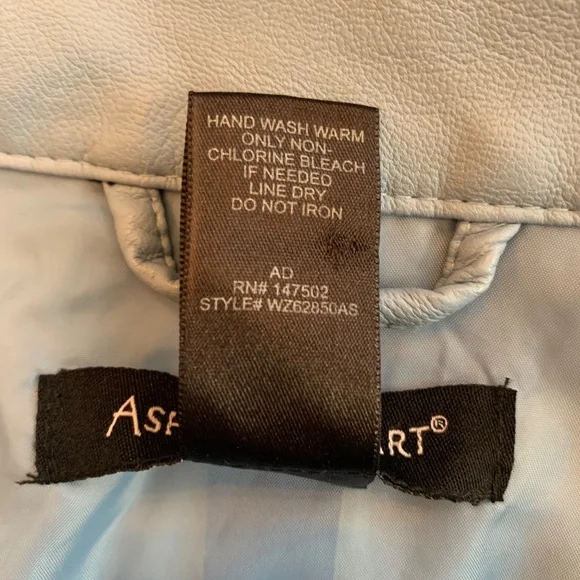 HAND WASH WARM
ONLY NON-
CHLORINE BLEACH
IF NEEDED
LINE DRY
DO NOT IRON
AD
RN# 147502
STYLE# WZ62850AS